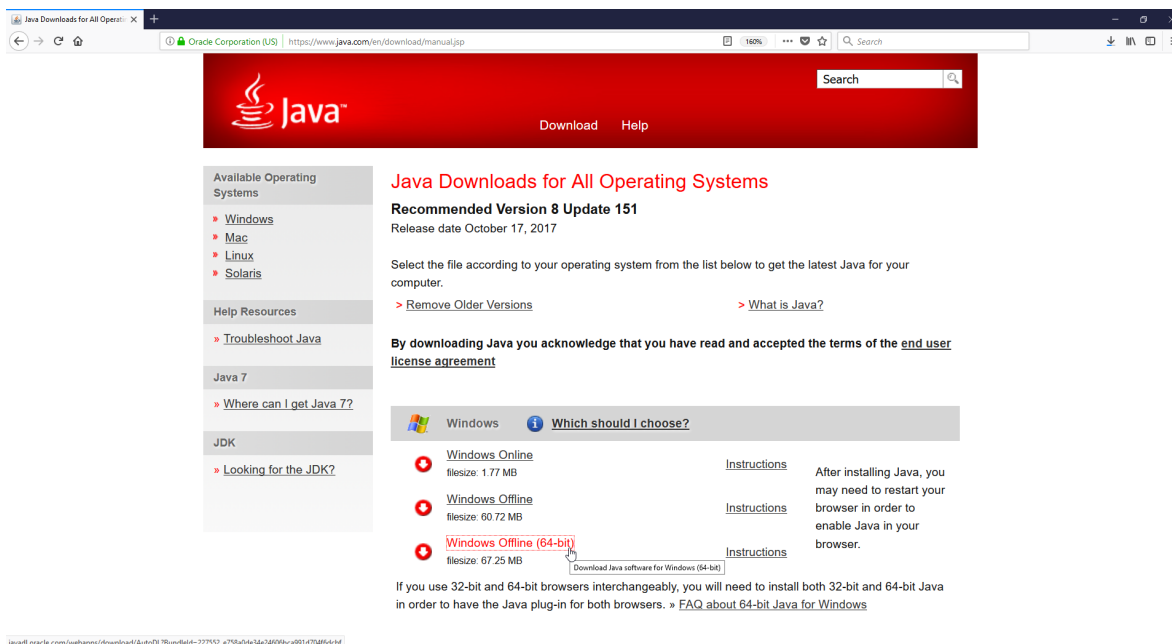 Java Downloads for All Operati
Oracle Corporation (US) https://www.java.com/en/download/manual.jsp 160% Search
Java™
Search
Download Help
Available Operating
Systems
» Windows
» Mac
» Linux
» Solaris
Help Resources
» Troubleshoot Java
Java 7
» Where can I get Java 7?
JDK
» Looking for the JDK?
Java Downloads for All Operating Systems
Recommended Version 8 Update 151
Release date October 17, 2017
Select the file according to your operating system from the list below to get the latest Java for your
computer.
> Remove Older Versions > What is Java?
By downloading Java you acknowledge that you have read and accepted the terms of the end user
license agreement
Windows Which should I choose?
Windows Online
filesize: 1.77 MB
Instructions
Windows Offline
filesize: 60.72 MB
Instructions
Windows Offline (64-bit)
filesize: 67.25 MB
Instructions
Download Java software for Windows (64-bit)
After installing Java, you
may need to restart your
browser in order to
enable Java in your
browser.
If you use 32-bit and 64-bit browsers interchangeably, you will need to install both 32-bit and 64-bit Java
in order to have the Java plug-in for both browsers. » FAQ about 64-bit Java for Windows